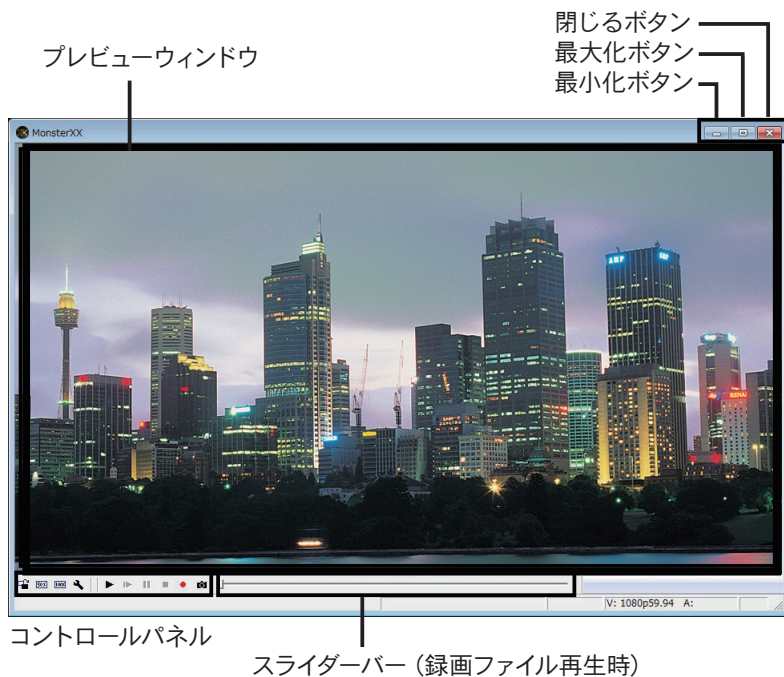 閉じるボタン
最大化ボタン
最小化ボタン
プレビューウィンドウ
MonsterXX
AMP
50%
100%
V: 1080p59.94 A:
コントロールパネル
スライダーバー（録画ファイル再生時）